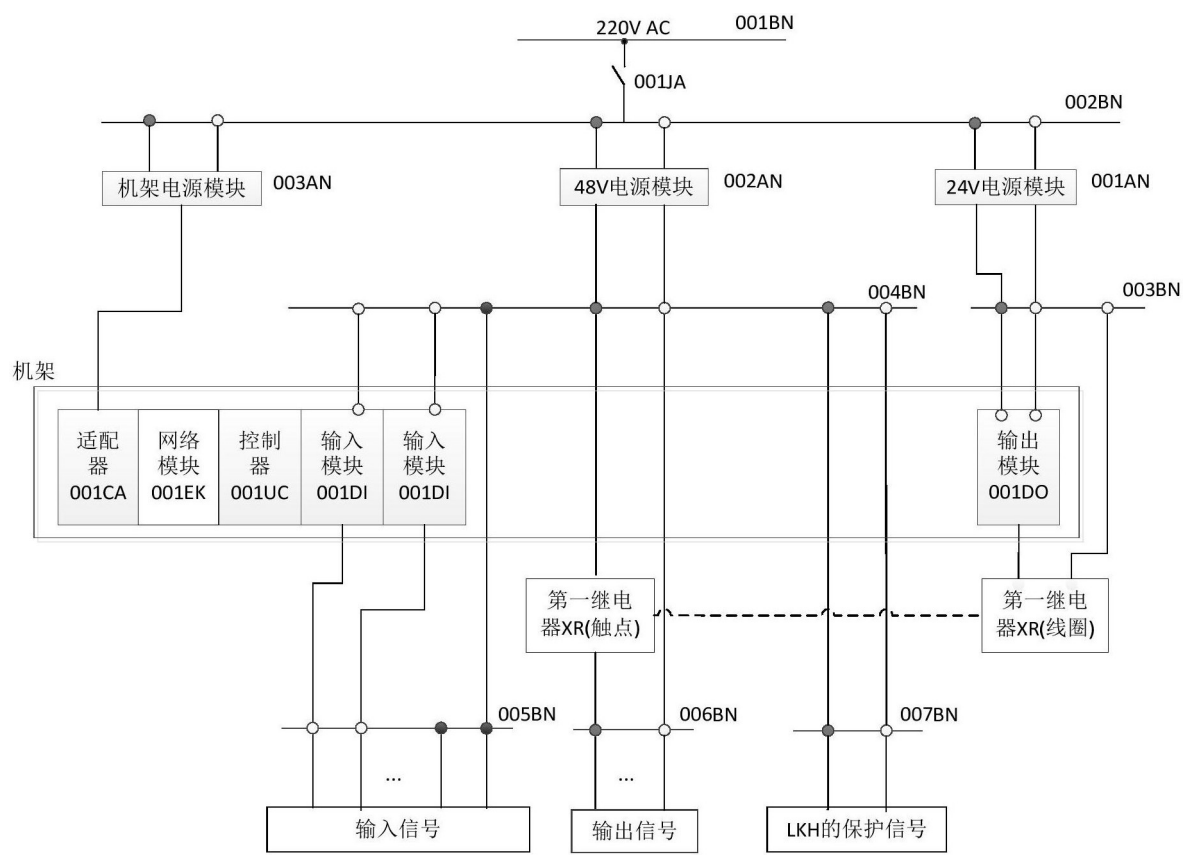 220V AC
001BN
001JA
002BN
机架电源模块
003AN
48V电源模块
002AN
24V电源模块
001AN
004BN
003BN
机架
适配
器
001CA
网络
模块
001EK
控制
器
001UC
输入
模块
001DI
输入
模块
001DI
输出
模块
001DO
第一继电
器XR(触点)
第一继电
器XR(线圈)
005BN
006BN
007BN
...
...
输入信号
输出信号
LKH的保护信号